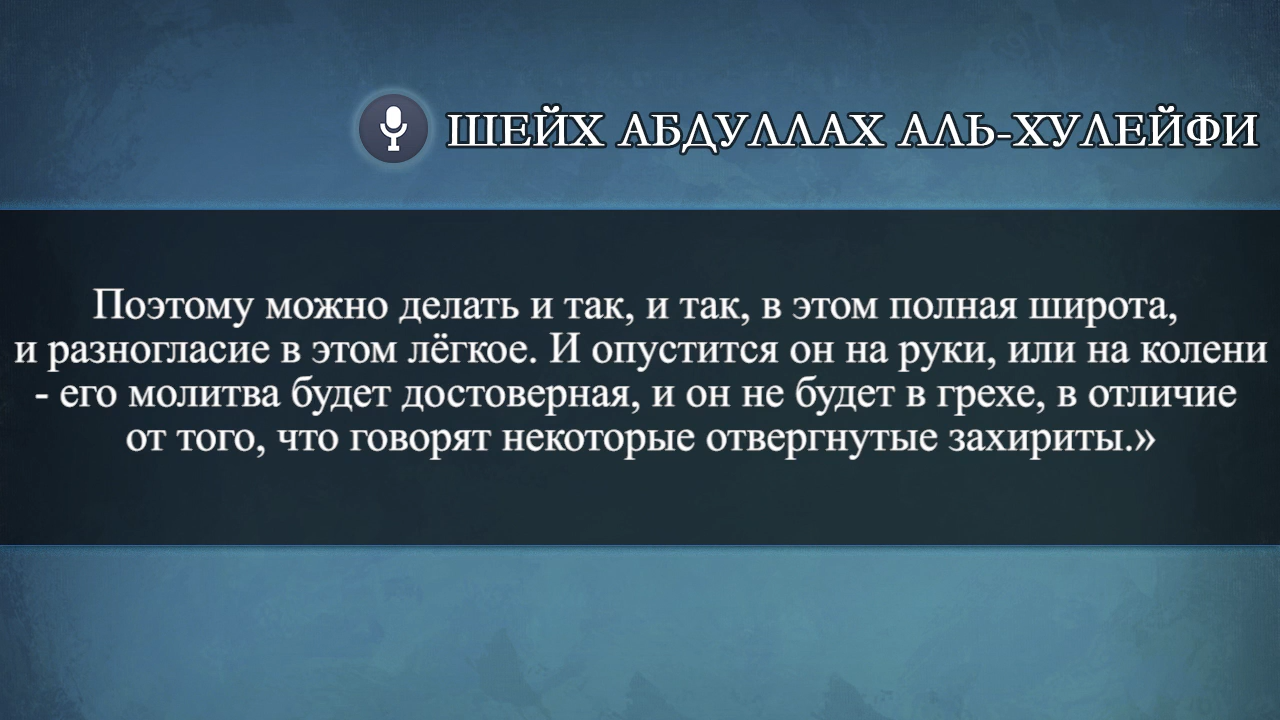 ШЕЙХ АБДУЛЛАХ АЛЬ-ХУЛЕЙФИ
Поэтому можно делать и так, и так, в этом полная широта,
и разногласие в этом лёгкое. И опустится он на руки, или на колени
- его молитва будет достоверная, и он не будет в грехе, в отличие
от того, что говорят некоторые отвергнутые захириты.»